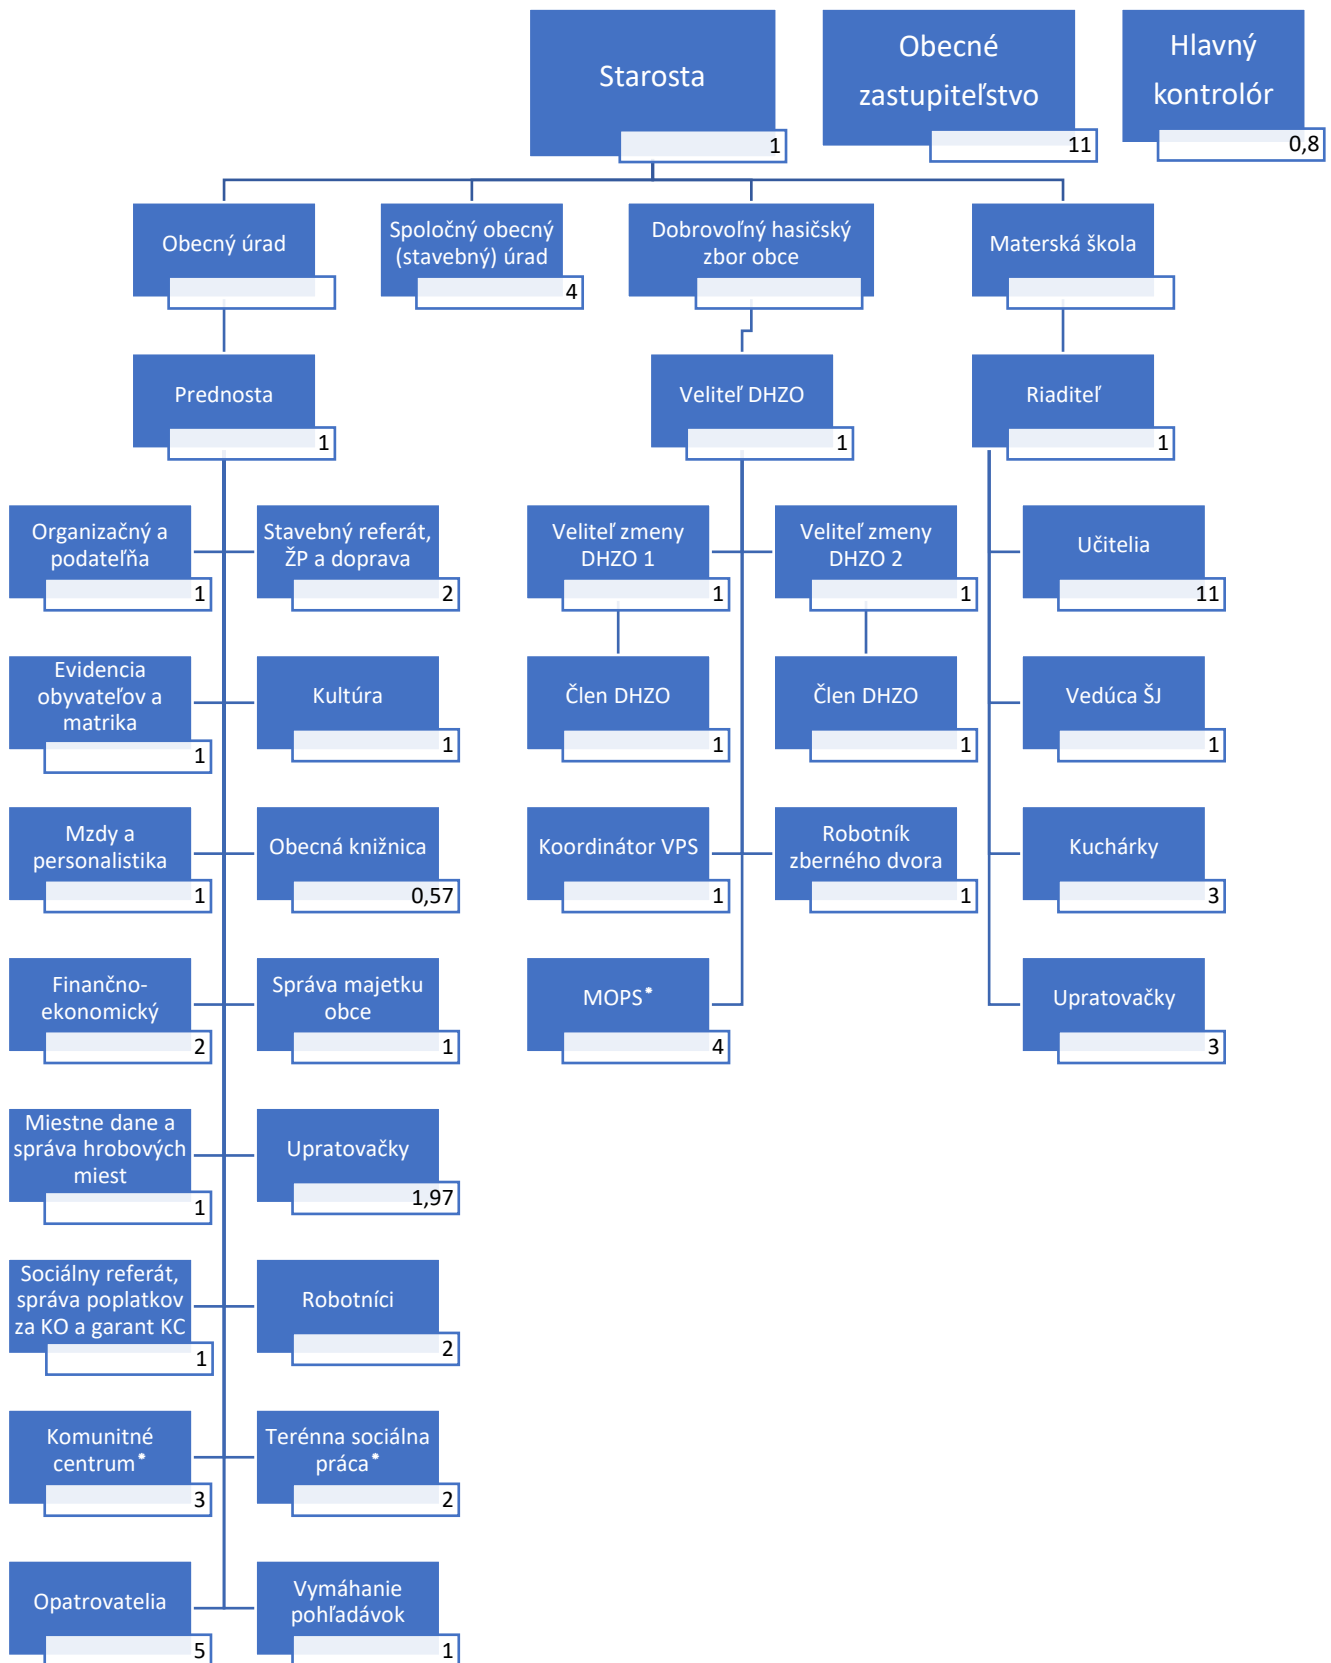 Starosta
1
Obecné
zastupiteľstvo
11
Hlavný
kontrolór
0,8
Obecný úrad
Spoločný obecný
(stavebný) úrad
4
Dobrovoľný hasičský
zbor obce
Materská škola
Prednosta
1
Veliteľ DHZO
1
Riaditeľ
1
Organizačný a
podateľňa
1
Stavebný referát,
ŽP a doprava
2
Veliteľ zmeny
DHZO 1
1
Veliteľ zmeny
DHZO 2
1
Učitelia
11
Evidencia
obyvateľov a
matrika
1
Kultúra
1
Člen DHZO
1
Člen DHZO
1
Vedúca ŠJ
1
Mzdy a
personalistika
1
Obecná knižnica
0,57
Koordinátor VPS
1
Robotník
zberného dvora
1
Kuchárky
3
Finančno-
ekonomický
2
Správa majetku
obce
1
MOPS*
4
Upratovačky
3
Miestne dane a
správa hrobových
miest
1
Upratovačky
1,97
Sociálny referát,
správa poplatkov
za KO a garant KC
1
Robotníci
2
Komunitné
centrum*
3
Terénna sociálna
práca*
2
Opatrovatelia
5
Vymáhanie
pohľadávok
1